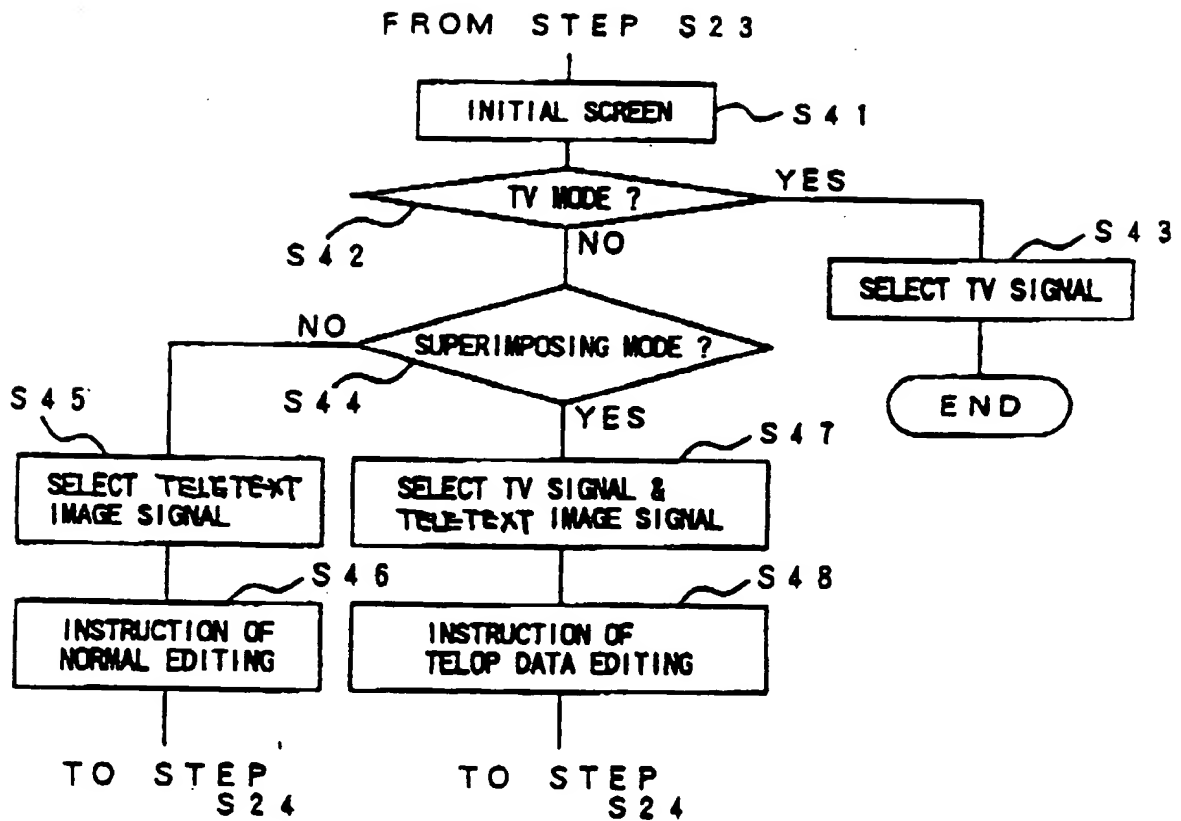 FROM STEP S23
INITIAL SCREEN
S41
TV MODE ?
YES
S42
NO
S43
SELECT TV SIGNAL
NO
SUPERIMPOSING MODE ?
S44
END
S45
YES
S47
SELECT TELETEXT
IMAGE SIGNAL
SELECT TV SIGNAL &
TELETEXT IMAGE SIGNAL
S46
S48
INSTRUCTION OF
NORMAL EDITING
INSTRUCTION OF
TELOP DATA EDITING
TO STEP
S24
TO STEP
S24